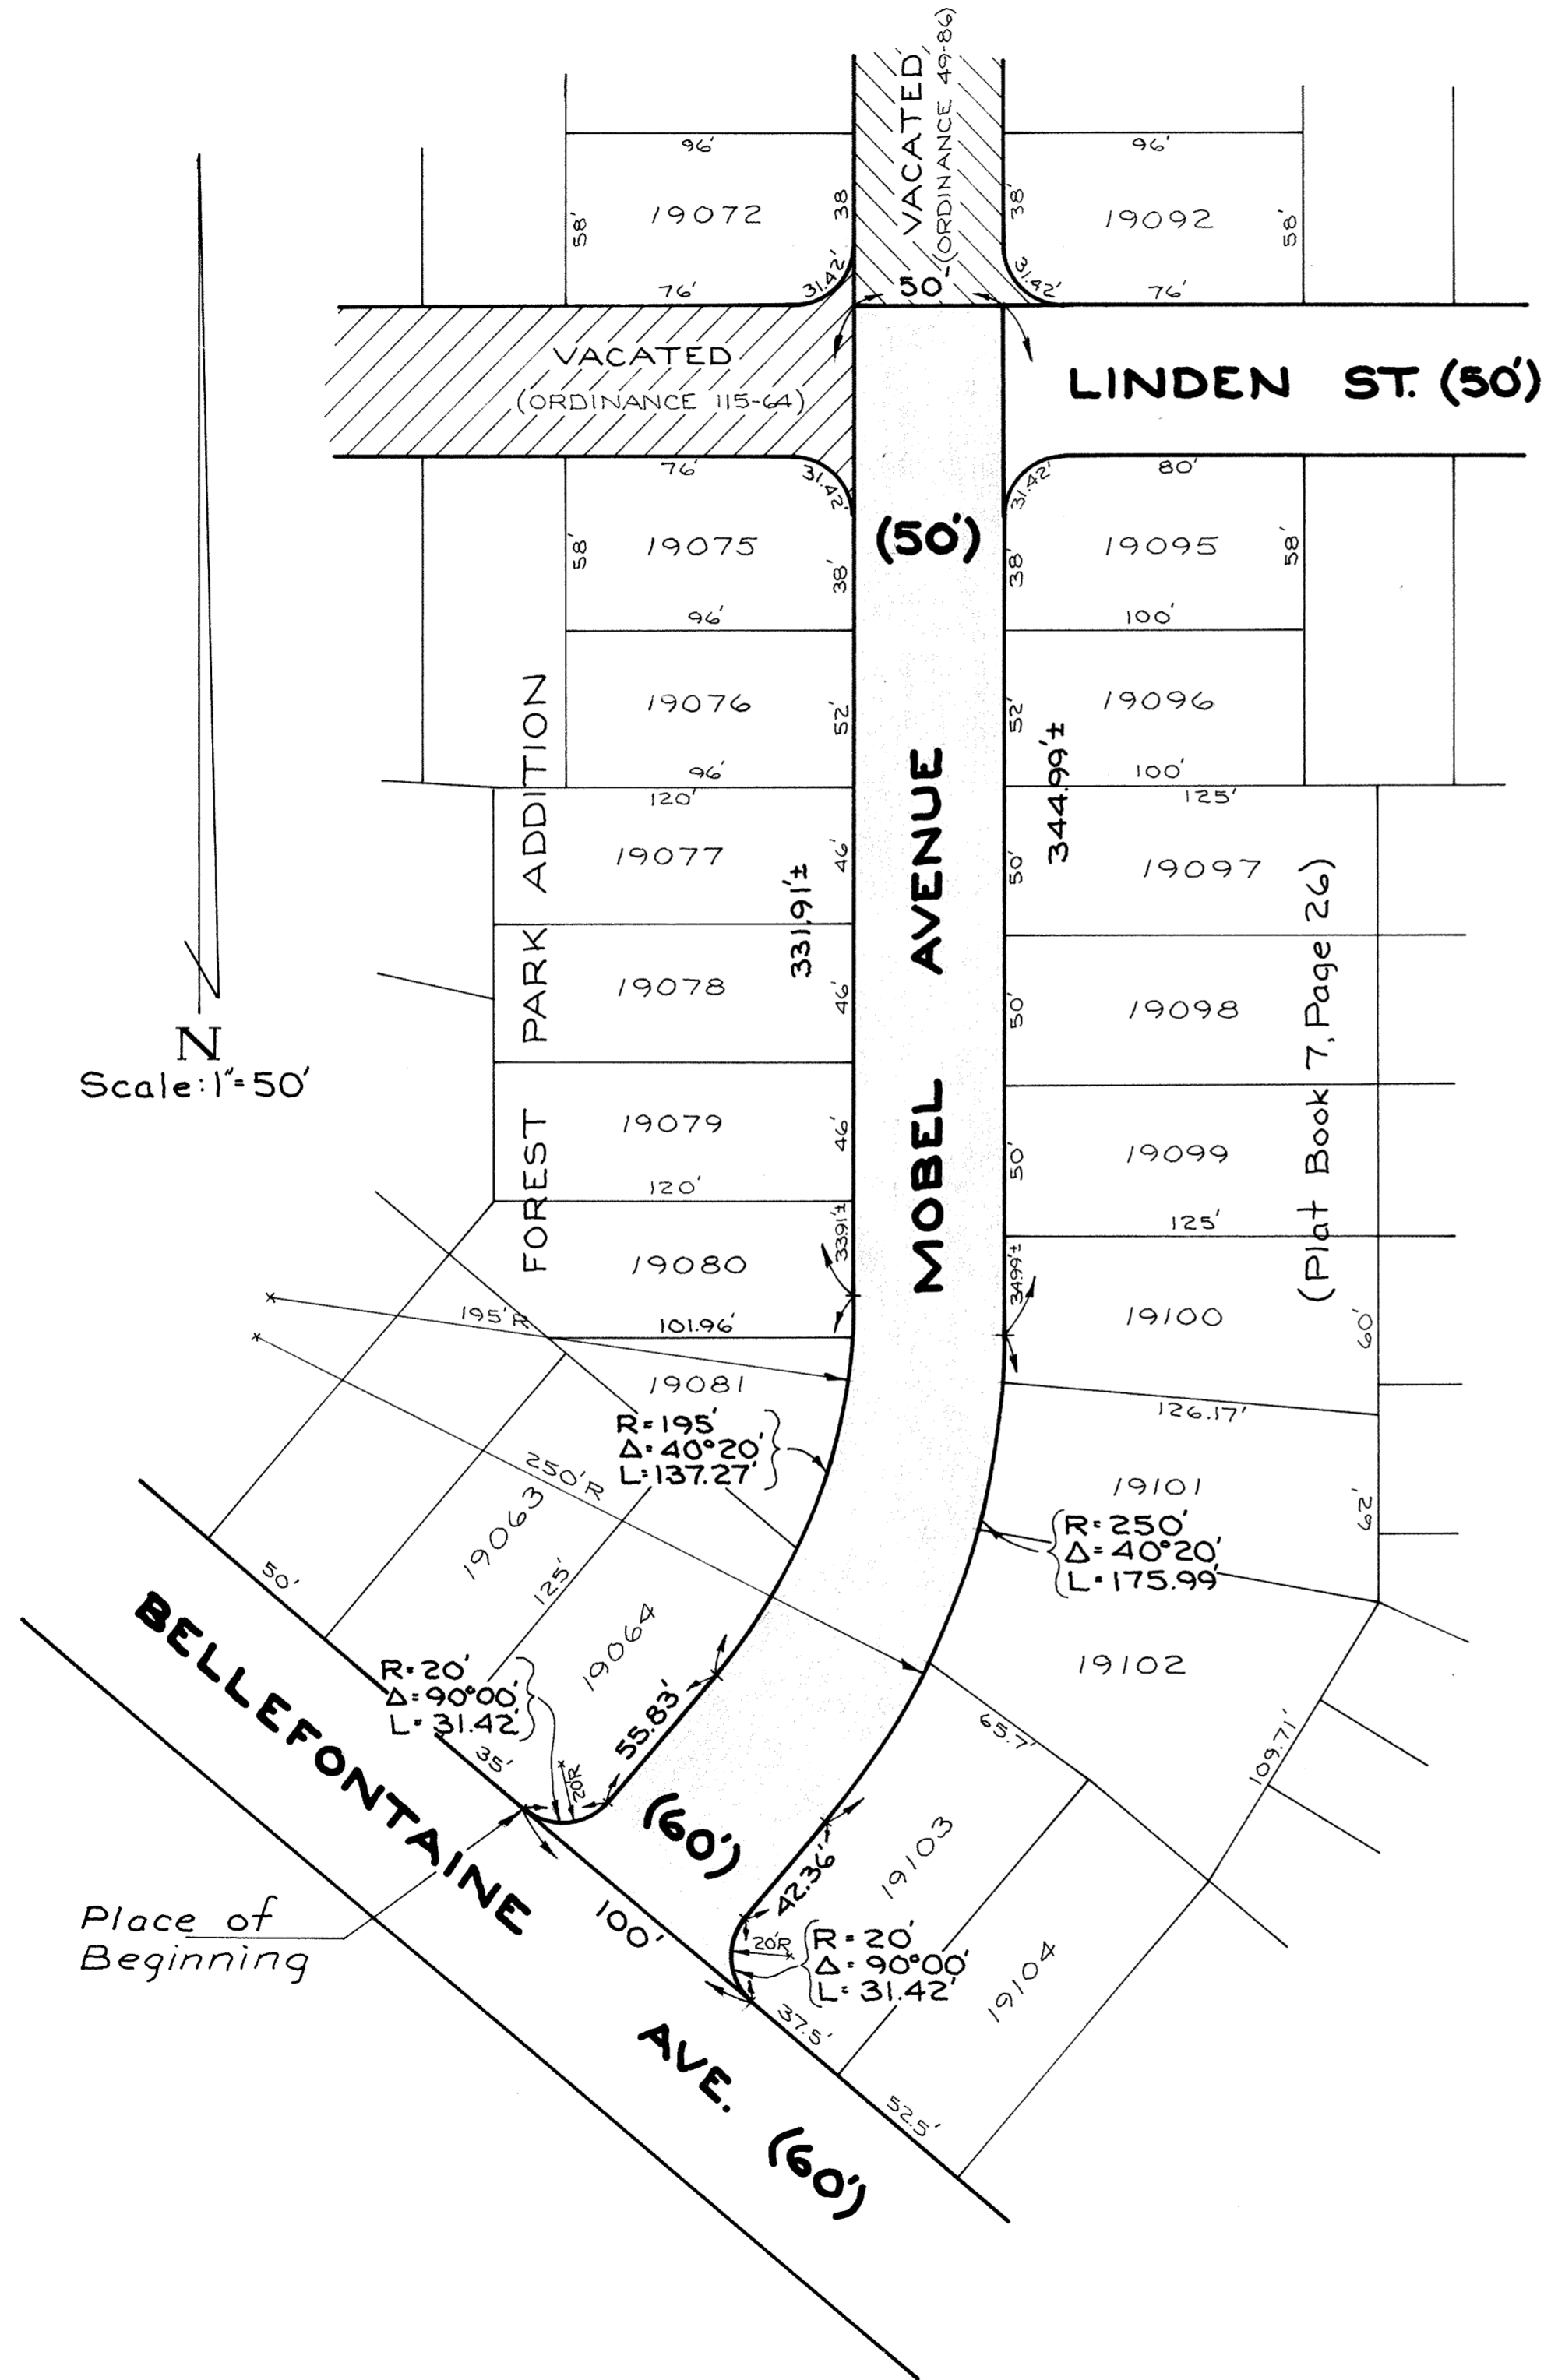 VACATED
(ORDINANCE 49-86)
96'
19072
58'
38
31.42'
76'
96'
19092
58'
38'
31.42'
76'
50'
VACATED
(ORDINANCE 115-64)
LINDEN ST. (50')
76'
31.42'
58'
19075
38'
96'
(50')
31.42'
80'
19095
58'
38'
100'
19076
52'
96'
19096
52'
100'
344.99'±
120'
19077
46'
331.91'±
125'
19097
50'
19078
46'
19098
50'
19079
46'
120'
19099
50'
125'
MOBEL AVENUE
FOREST PARK ADDITION
(Plat Book 7, Page 26)
N
Scale: 1"=50'
19080
33.91'±
101.96'
34.99'±
19100
60'
195'R
19081
R=195'
Δ=40°20'
L=137.27'
126.17'
19101
62'
R=250'
Δ=40°20'
L=175.99'
250'R
19063
125'
50'
19064
19102
65.7'
109.71'
R=20'
Δ=90°00'
L=31.42'
35'
20'R
55.83'
(60')
42.36'
19103
20'R
R=20'
Δ=90°00'
L=31.42'
19104
37.5'
52.5'
100'
Place of
Beginning
BELLEFONTAINE AVE. (60')